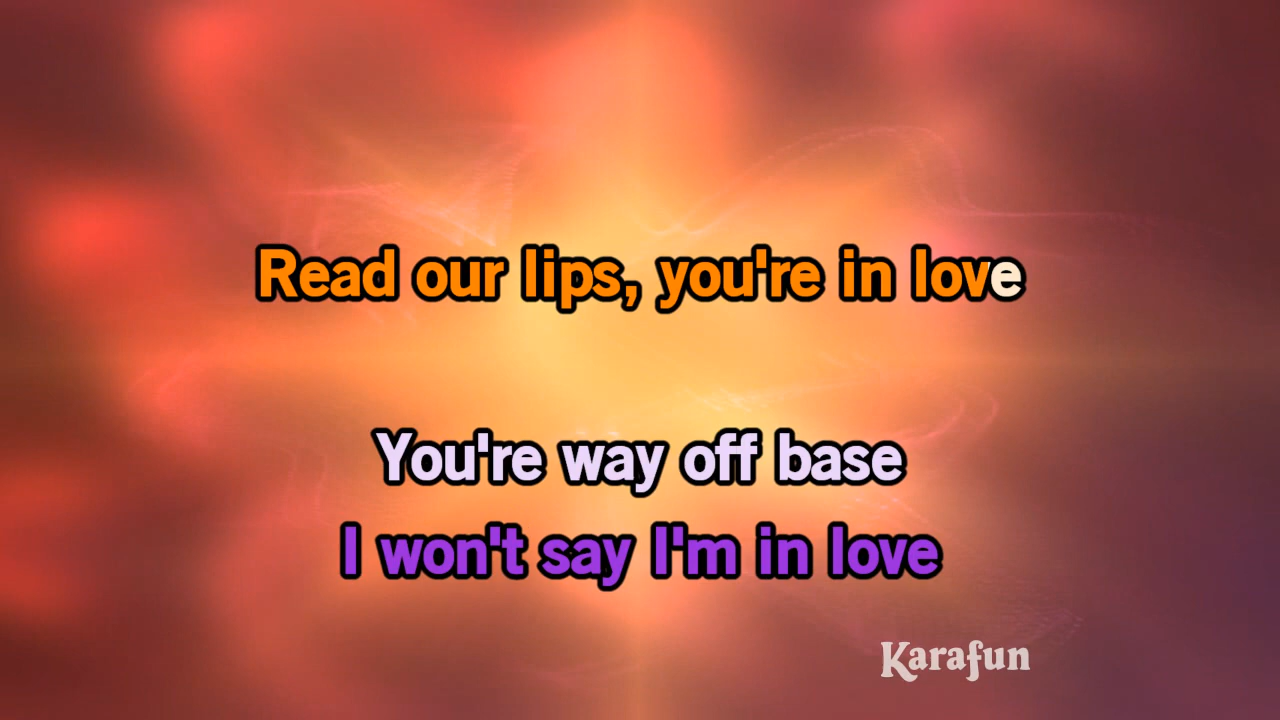 Read our lips, you're in love
You're way off base
I won't say I'm in love
Karafun